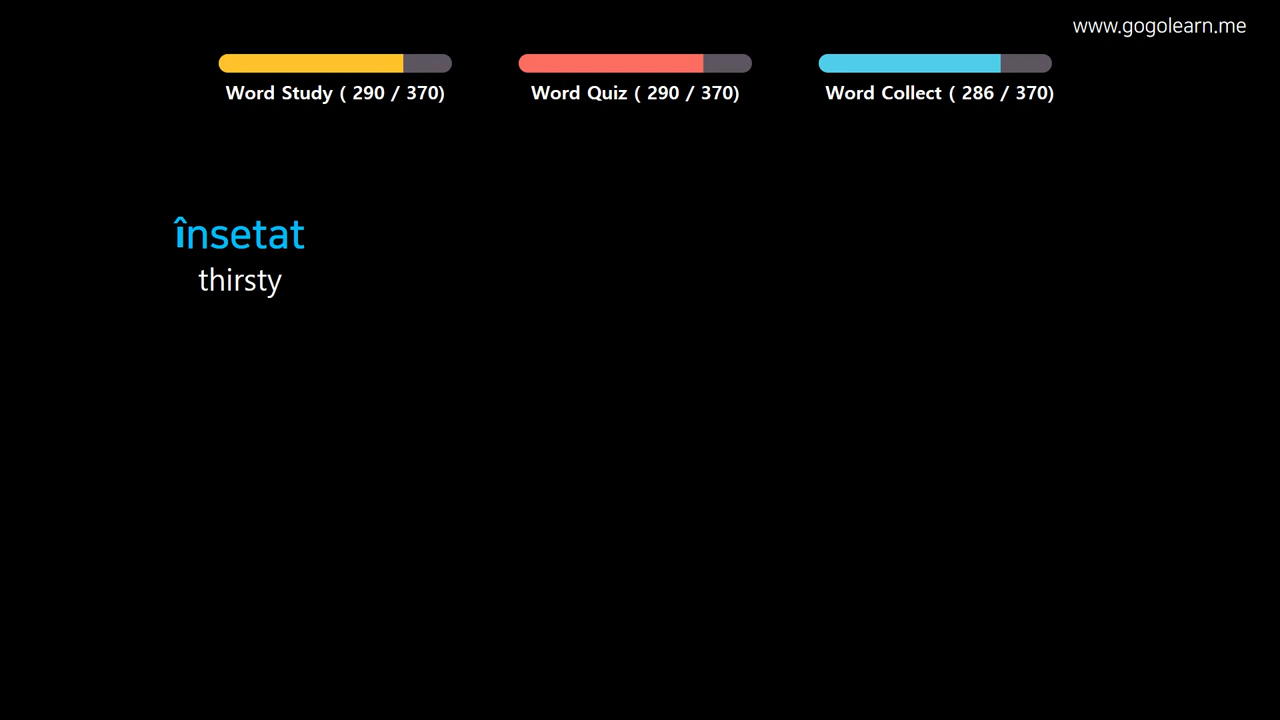 www.gogolearn.me
Word Study ( 290 / 370)
Word Quiz ( 290 / 370)
Word Collect ( 286 / 370)
însetat
thirsty